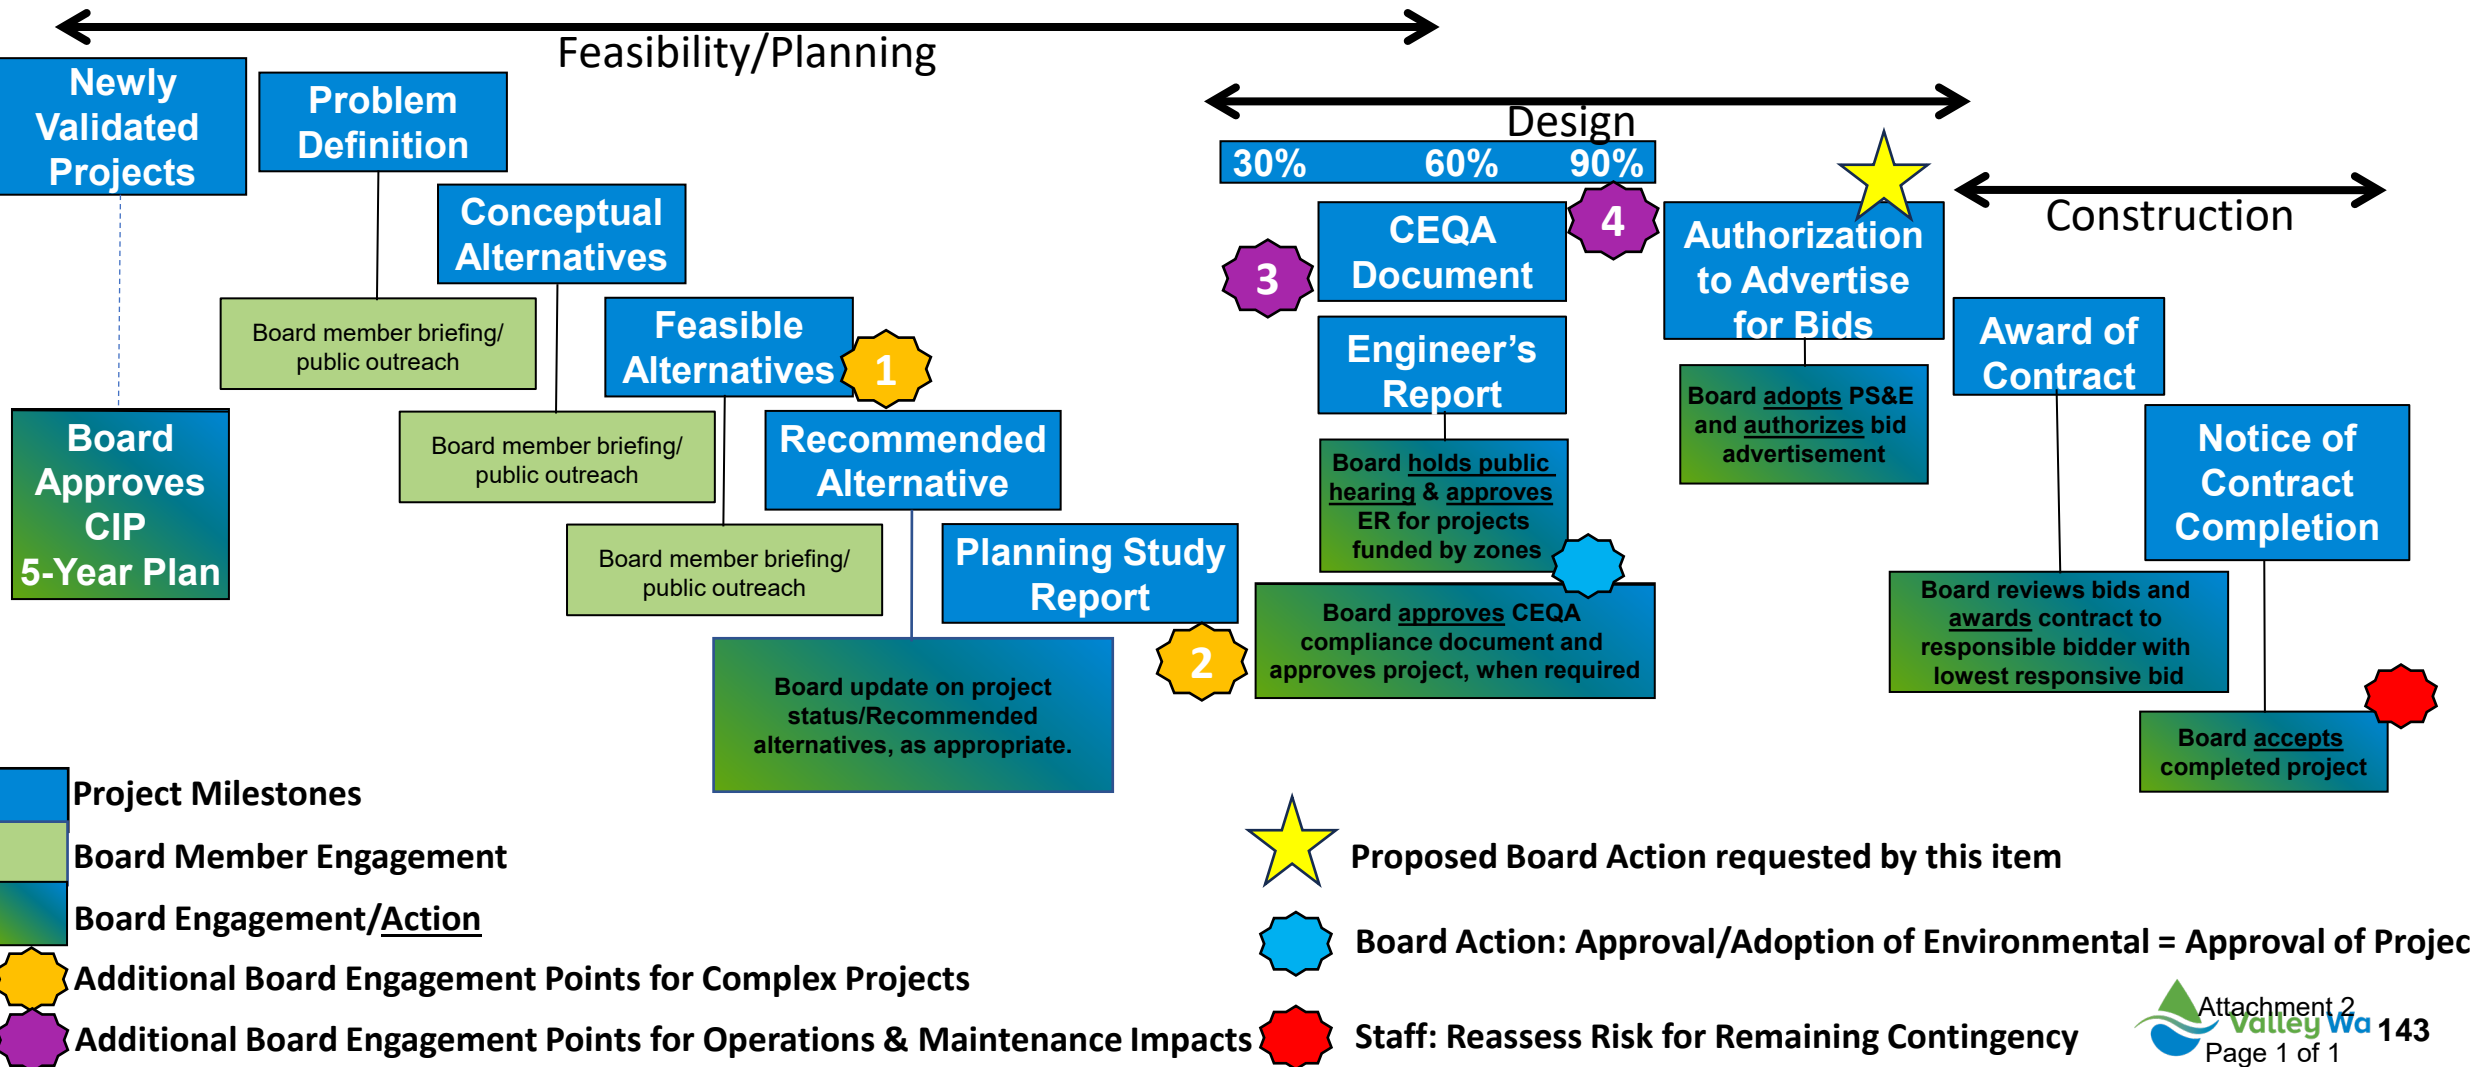 Feasibility/Planning
Newly
Validated
Projects
Board
Approves
CIP
5-Year Plan
Problem
Definition
Board member briefing/
public outreach
Conceptual
Alternatives
Board member briefing/
public outreach
Feasible
Alternatives
1
Board member briefing/
public outreach
Recommended
Alternative
Board update on project
status/Recommended
alternatives, as appropriate.
Planning Study
Report
2
Design
30% 60% 90%
3
4
CEQA
Document
Engineer’s
Report
Board holds public
hearing & approves
ER for projects
funded by zones
Board approves CEQA
compliance document and
approves project, when required
Authorization
to Advertise
for Bids
Board adopts PS&E
and authorizes bid
advertisement
Construction
Award of
Contract
Board reviews bids and
awards contract to
responsible bidder with
lowest responsive bid
Notice of
Contract
Completion
Board accepts
completed project
Project Milestones
Board Member Engagement
Board Engagement/Action
Additional Board Engagement Points for Complex Projects
Additional Board Engagement Points for Operations & Maintenance Impacts
Proposed Board Action requested by this item
Board Action: Approval/Adoption of Environmental = Approval of Projec
Staff: Reassess Risk for Remaining Contingency
Attachment 2
Valley Wa
143
Page 1 of 1